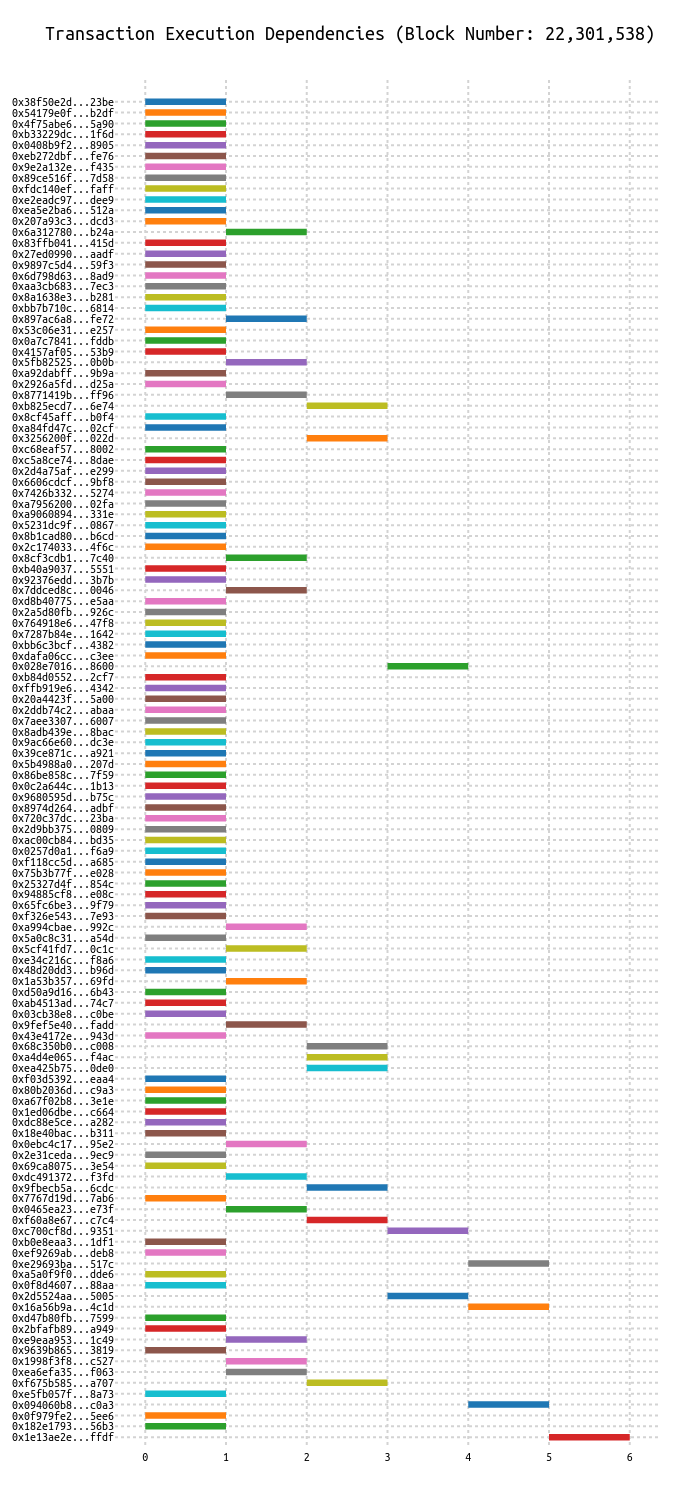 Transaction Execution Dependencies (Block Number: 22,301,538)
0x38f50e2d...23be
0x54179e0f...b2df
0x4f75abe6...5a90
0xb33229dc...1f6d
0x0408b9f2...8905
0xeb272dbf...fe76
0x9e2a132e...f435
0x89ce516f...7d58
0xfdc140ef...faff
0xe2eadc97...dee9
0xea5e2ba6...512a
0x207a93c3...dcd3
0x6a312780...b24a
0x83ffb041...415d
0x27ed0990...aadf
0x9897c5d4...59f3
0x6d798d63...8ad9
0xaa3cb683...7ec3
0x8a1638e3...b281
0xbb7b710c...6814
0x897ac6a8...fe72
0x53c06e31...e257
0x0a7c7841...fddb
0x4157af05...53b9
0x5fb82525...0b0b
0xa92dabff...9b9a
0x2926a5fd...d25a
0x8771419b...ff96
0xb825ecd7...6e74
0x8cf45aff...b0f4
0xa84fd47c...02cf
0x3256200f...022d
0xc68eaf57...8002
0xc5a8ce74...8dae
0x2d4a75af...e299
0x6606cdcf...9bf8
0x7426b332...5274
0xa7956200...02fa
0xa9060894...331e
0x5231dc9f...0867
0x8b1cad80...b6cd
0x2c174033...4f6c
0x8cf3cdb1...7c40
0xb40a9037...5551
0x92376edd...3b7b
0x7ddced8c...0046
0xd8b40775...e5aa
0x2a5d80fb...926c
0x764918e6...47f8
0x7287b84e...1642
0xbb6c3bcf...4382
0xdafa06cc...c3ee
0x028e7016...8600
0xb84d0552...2cf7
0xffb919e6...4342
0x20a4423f...5a00
0x2ddb74c2...abaa
0x7aee3307...6007
0x8adb439e...8bac
0x9ac66e60...dc3e
0x39ce871c...a921
0x5b4988a0...207d
0x86be858c...7f59
0x0c2a644c...1b13
0x9680595d...b75c
0x8974d264...adbf
0x720c37dc...23ba
0x2d9bb375...0809
0xac00cb84...bd35
0x0257d0a1...f6a9
0xf118cc5d...a685
0x75b3b77f...e028
0x25327d4f...854c
0x94885cf8...e08c
0x65fc6be3...9f79
0xf326e543...7e93
0xa994cbae...992c
0x5a0c8c31...a54d
0x5cf41fd7...0c1c
0xe34c216c...f8a6
0x48d20dd3...b96d
0x1a53b357...69fd
0xd50a9d16...6b43
0xab4513ad...74c7
0x03cb38e8...c0be
0x9fef5e40...fadd
0x43e4172e...943d
0x68c350b0...c008
0xa4d4e065...f4ac
0xea425b75...0de0
0xf03d5392...eaa4
0x80b2036d...c9a3
0xa67f02b8...3e1e
0x1ed06dbe...c664
0xdc88e5ce...a282
0x18e40bac...b311
0x0ebc4c17...95e2
0x2e31ceda...9ec9
0x69ca8075...3e54
0xdc491372...f3fd
0x9fbecb5a...6cdc
0x7767d19d...7ab6
0x0465ea23...e73f
0xf60a8e67...c7c4
0xc700cf8d...9351
0xb0e8eaa3...1df1
0xef9269ab...deb8
0xe29693ba...517c
0xa5a0f9f0...dde6
0x0f8d4607...88aa
0x2d5524aa...5005
0x16a56b9a...4c1d
0xd47b80fb...7599
0x2bfafb89...a949
0xe9eaa953...1c49
0x9639b865...3819
0x1998f3f8...c527
0xea6efa35...f063
0xf675b585...a707
0xe5fb057f...8a73
0x094060b8...c0a3
0x0f979fe2...5ee6
0x182e1793...56b3
0x1e13ae2e...ffdf
0 1 2 3 4 5 6